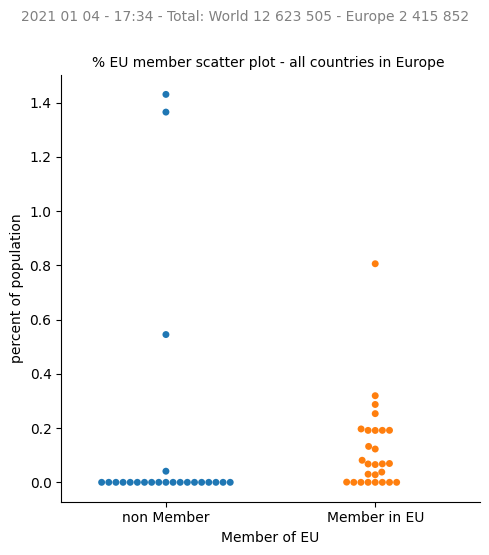 2021 01 04 - 17:34 - Total: World 12 623 505 - Europe 2 415 852
% EU member scatter plot - all countries in Europe
1.4
1.2
1.0
0.8
0.6
0.4
0.2
0.0
percent of population
non Member
Member in EU
Member of EU